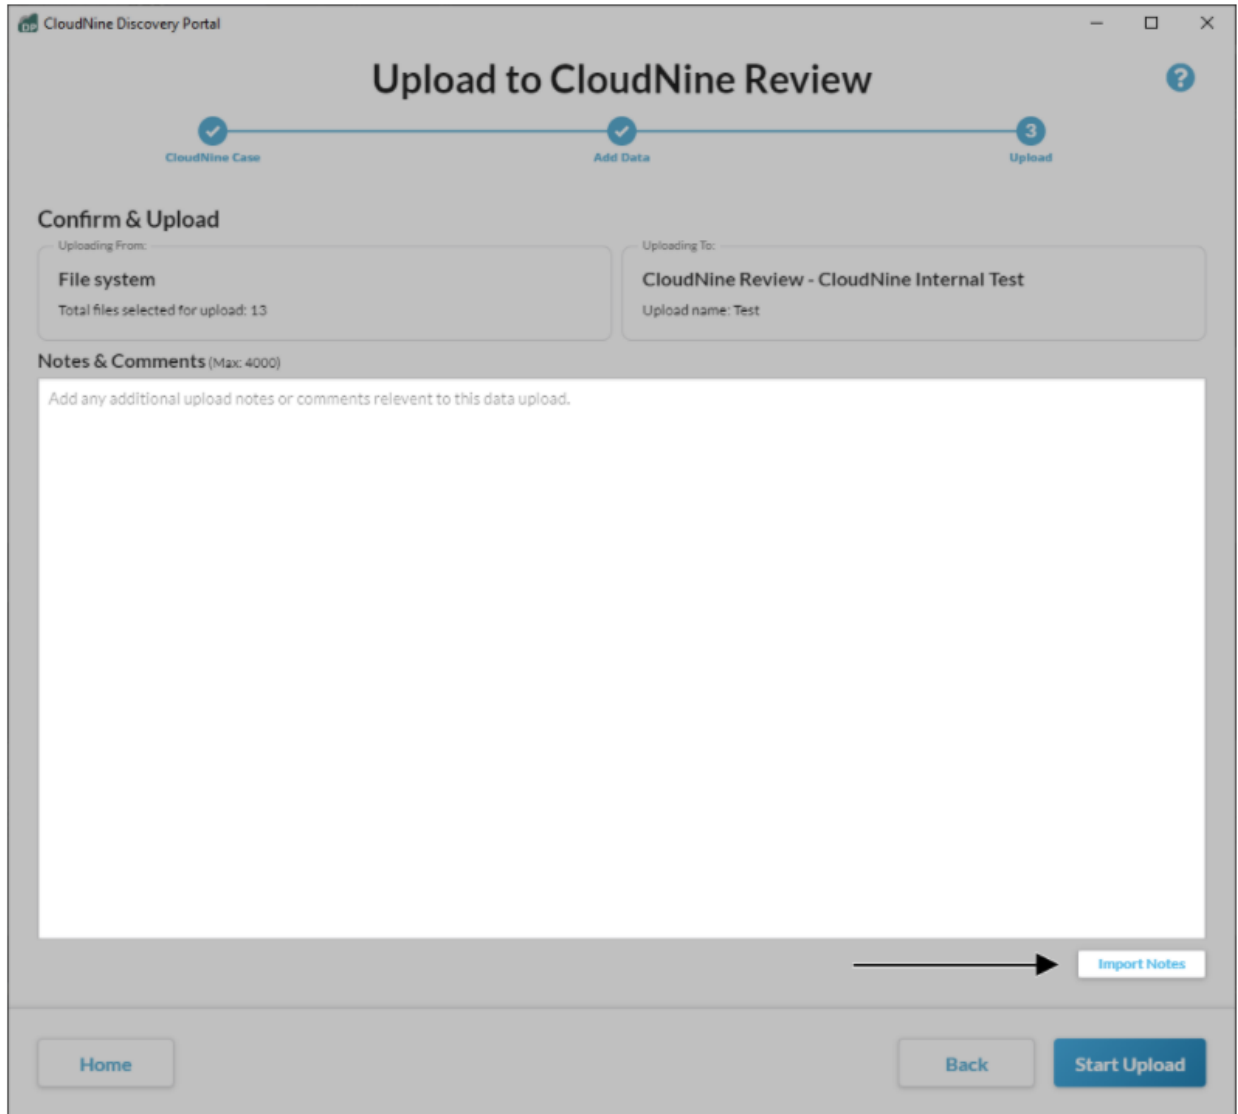 DP CloudNine Discovery Portal
Upload to CloudNine Review
?
3
CloudNine Case Add Data Upload
Confirm & Upload
Uploading From: Uploading To:
File system CloudNine Review - CloudNine Internal Test
Total files selected for upload: 13 Upload name: Test
Notes & Comments (Max: 4000)
Add any additional upload notes or comments relevent to this data upload.
Import Notes
Home Back Start Upload